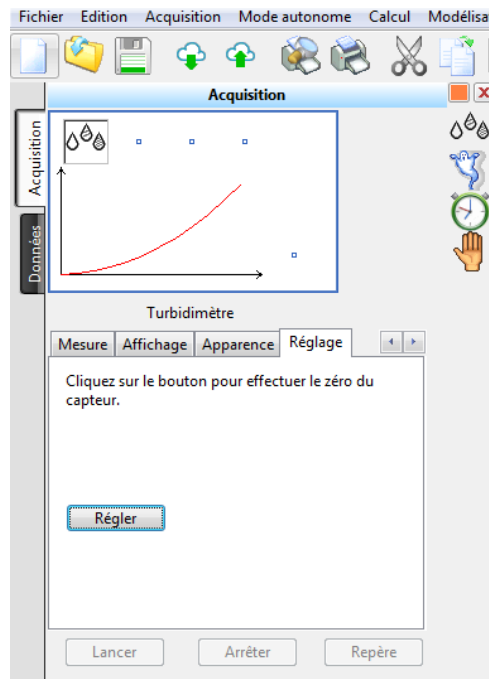 Fichier Edition Acquisition Mode autonome Calcul Modélisa
Acquisition
Acquisition
Données
Turbidimètre
Mesure Affichage Apparence Réglage
Cliquez sur le bouton pour effectuer le zéro du
capteur.
Régler
Lancer Arrêter Repère